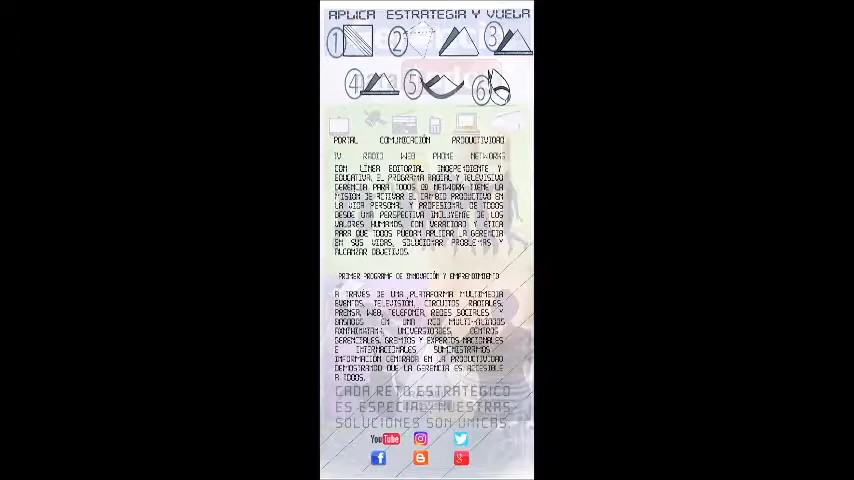 APLICA ESTRATEGIA Y VUELA
1 2 3
4 5 6
PORTAL COMUNICACIÓN PRODUCTIVIDAD
TV RADIO WEB PHONE NETWORKS
CON LÍNEA EDITORIAL INDEPENDIENTE Y
EDUCATIVA, EL PROGRAMA RADIAL Y TELEVISIVO
GERENCIA PARA TODOS @ NETWORK TIENE LA
MISIÓN DE ACTIVAR EL CAMBIO PRODUCTIVO EN
LA VIDA PERSONAL Y PROFESIONAL DE TODOS
DESDE UNA PERSPECTIVA INCLUYENTE DE LOS
VALORES HUMANOS, CON VERACIDAD Y ÉTICA
PARA QUE TODOS PUEDAN APLICAR LA GERENCIA
EN SUS VIDAS, SOLUCIONAR PROBLEMAS Y
ALCANZAR OBJETIVOS.
PRIMER PROGRAMA DE INNOVACIÓN Y EMPRENDIMIENTO
A TRAVÉS DE UNA PLATAFORMA MULTIMEDIA
EVENTOS, TELEVISIÓN, CIRCUITOS RADIALES,
PRENSA, WEB, TELEFONÍA, REDES SOCIALES Y
BASADOS EN UNA RED MULTI-ALIADOS
UNIVERSIDADES, CENTROS
GERENCIALES, GREMIOS Y EXPERTOS NACIONALES
E INTERNACIONALES SUMINISTRAMOS
INFORMACIÓN CENTRADA EN LA PRODUCTIVIDAD
DEMOSTRANDO QUE LA GERENCIA ES ACCESIBLE
A TODOS.
CADA RETO ESTRATEGICO
ES ESPECIAL Y NUESTRAS
SOLUCIONES SON ÚNICAS.
YouTube